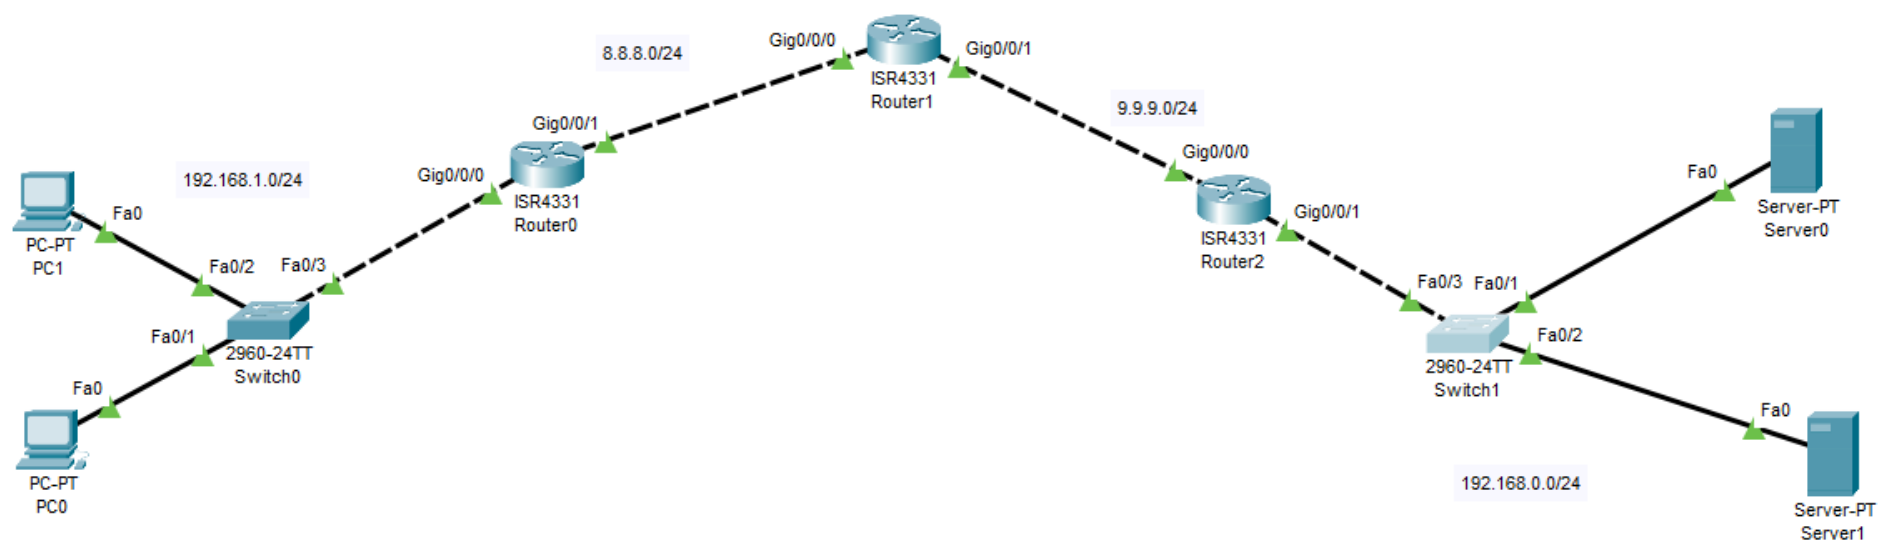 8.8.8.0/24
Gig0/0/0
Gig0/0/1
ISR4331
Router1
9.9.9.0/24
Gig0/0/1
192.168.1.0/24
Gig0/0/0
ISR4331
Router0
Gig0/0/0
Gig0/0/1
ISR4331
Router2
Fa0
PC-PT
PC1
Fa0/2
Fa0/3
Fa0/1
2960-24TT
Switch0
Fa0
PC-PT
PC0
Fa0
Server-PT
Server0
Fa0/3
Fa0/1
Fa0/2
2960-24TT
Switch1
Fa0
192.168.0.0/24
Server-PT
Server1